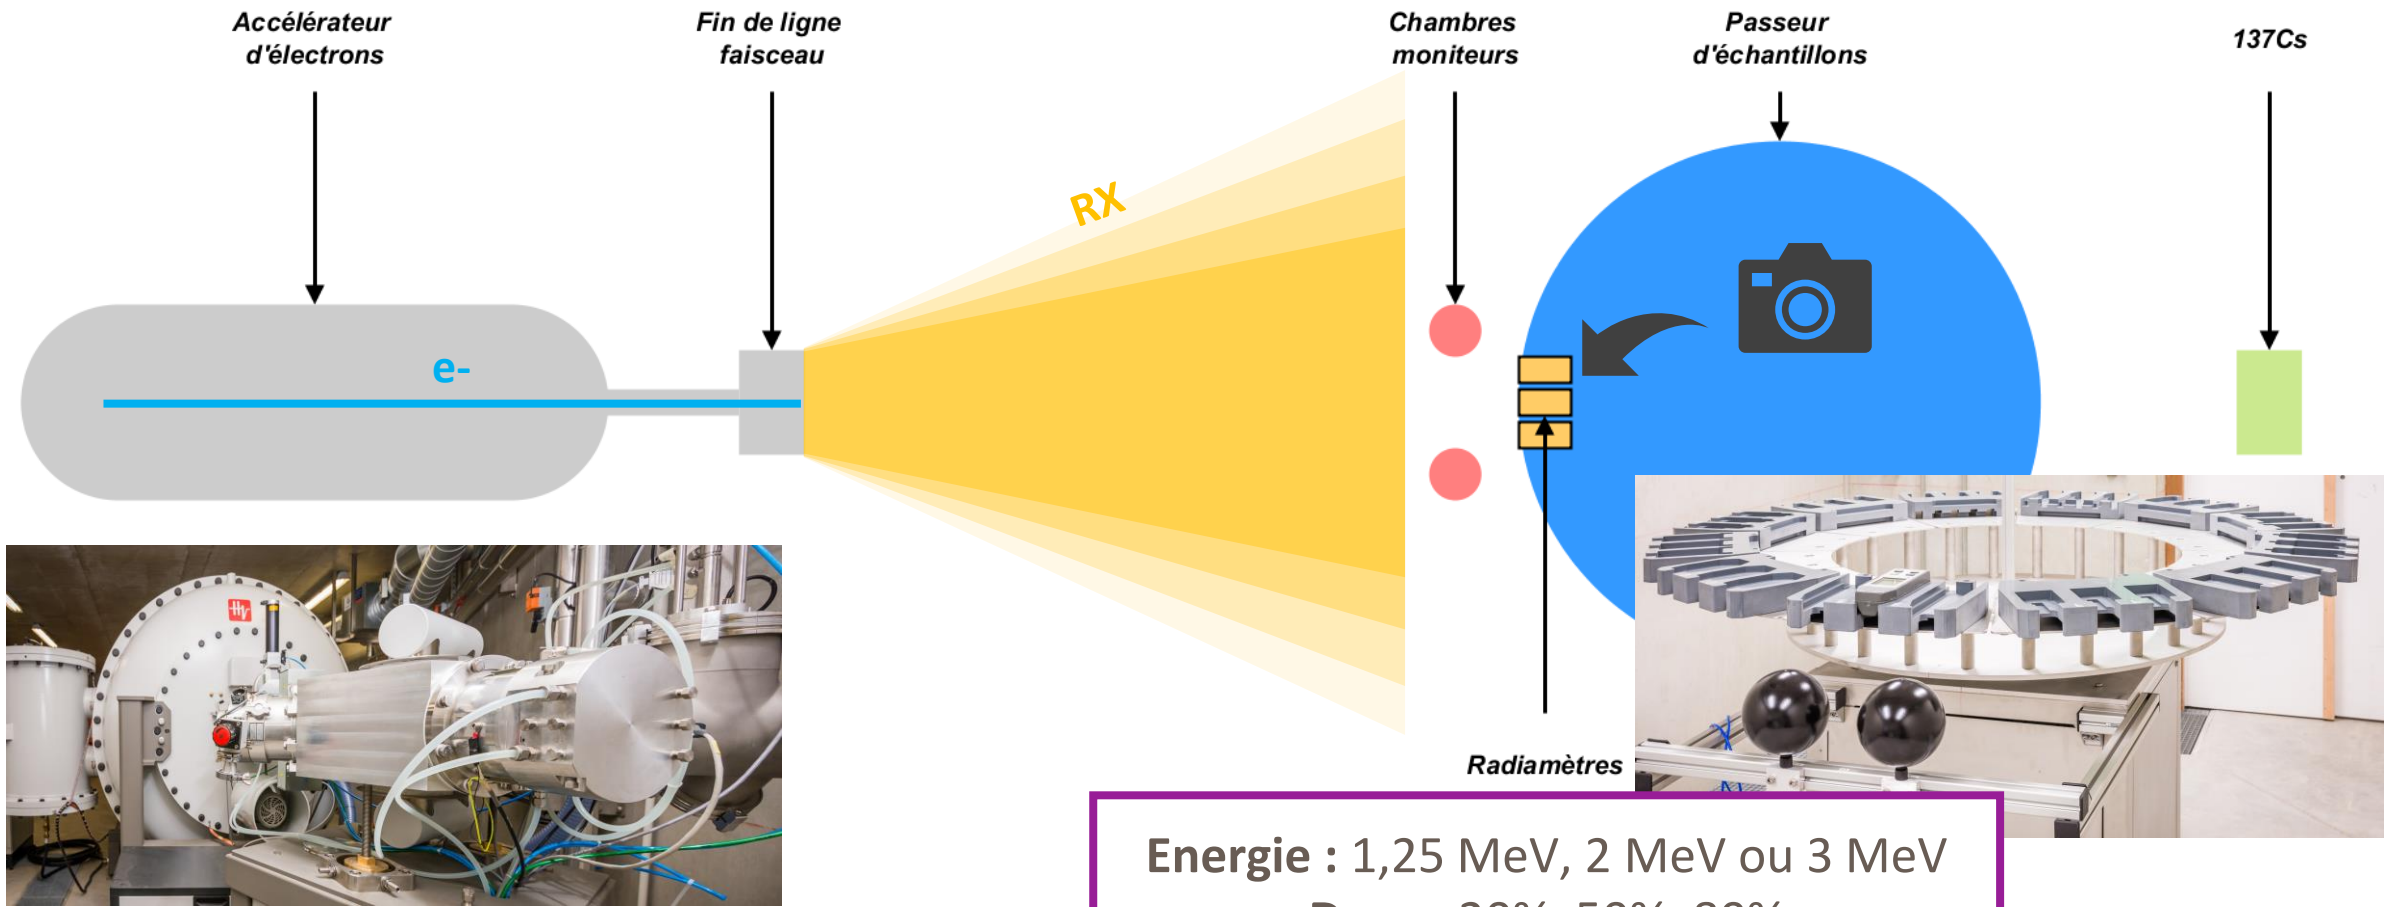 Accélérateur
d'électrons
Fin de ligne
faisceau
Chambres
moniteurs
Passeur
d'échantillons
137Cs
RX
e-
Radiamètres
Energie : 1,25 MeV, 2 MeV ou 3 MeV